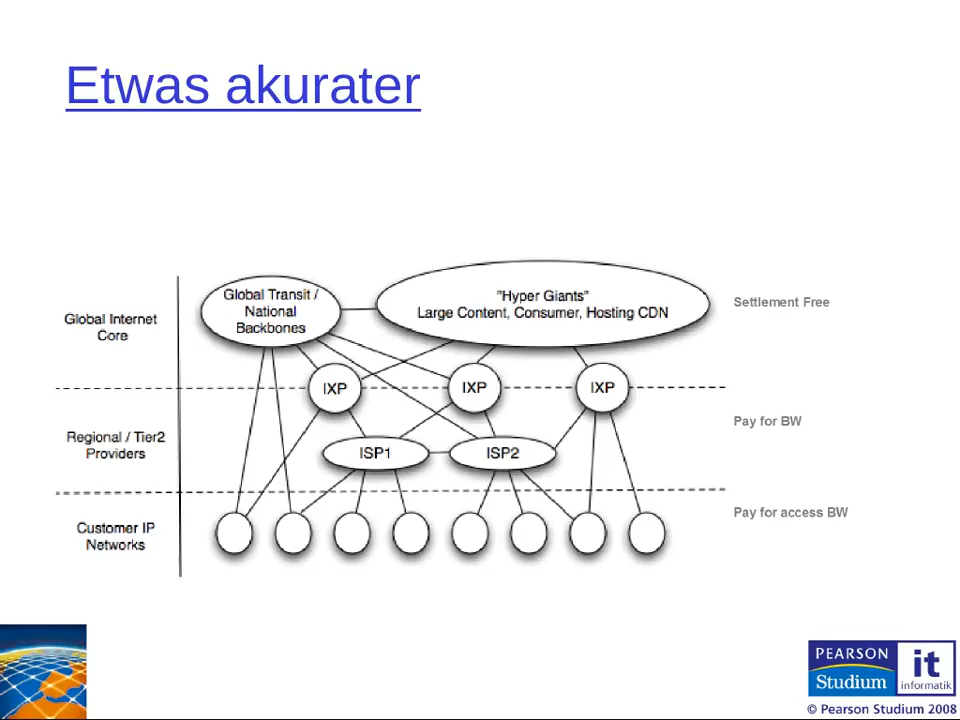 Etwas akurater
Global Internet
Core
Global Transit /
National
Backbones
"Hyper Giants"
Large Content, Consumer, Hosting CDN
Settlement Free
IXP
IXP
IXP
Regional / Tier2
Providers
ISP1
ISP2
Pay for BW
Customer IP
Networks
Pay for access BW
PEARSON
Studium
it
informatik
© Pearson Studium 2008